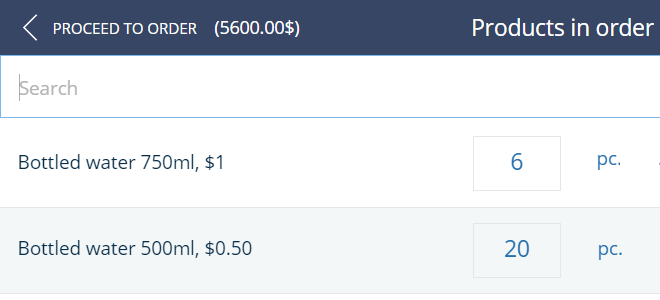 PROCEED TO ORDER (5600.00$) Products in order
Search
Bottled water 750ml, $1 6 pc.
Bottled water 500ml, $0.50 20 pc.